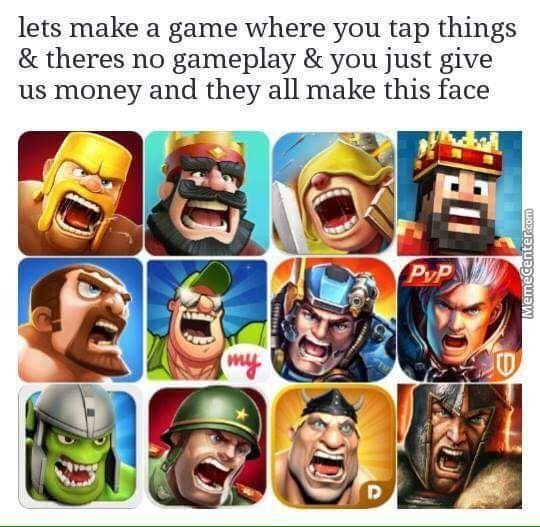 lets make a game where you tap things
& theres no gameplay & you just give
us money and they all make this face
MemeCenter.com
PvP
my
D